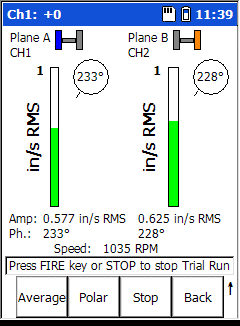 Ch1: +0 11:39
Plane A Plane B
CH1 CH2
1 233° 1 228°
in/s RMS in/s RMS
Amp: 0.577 in/s RMS 0.625 in/s RMS
Ph.: 233° 228°
Speed: 1035 RPM
Press FIRE key or STOP to stop Trial Run
Average Polar Stop Back